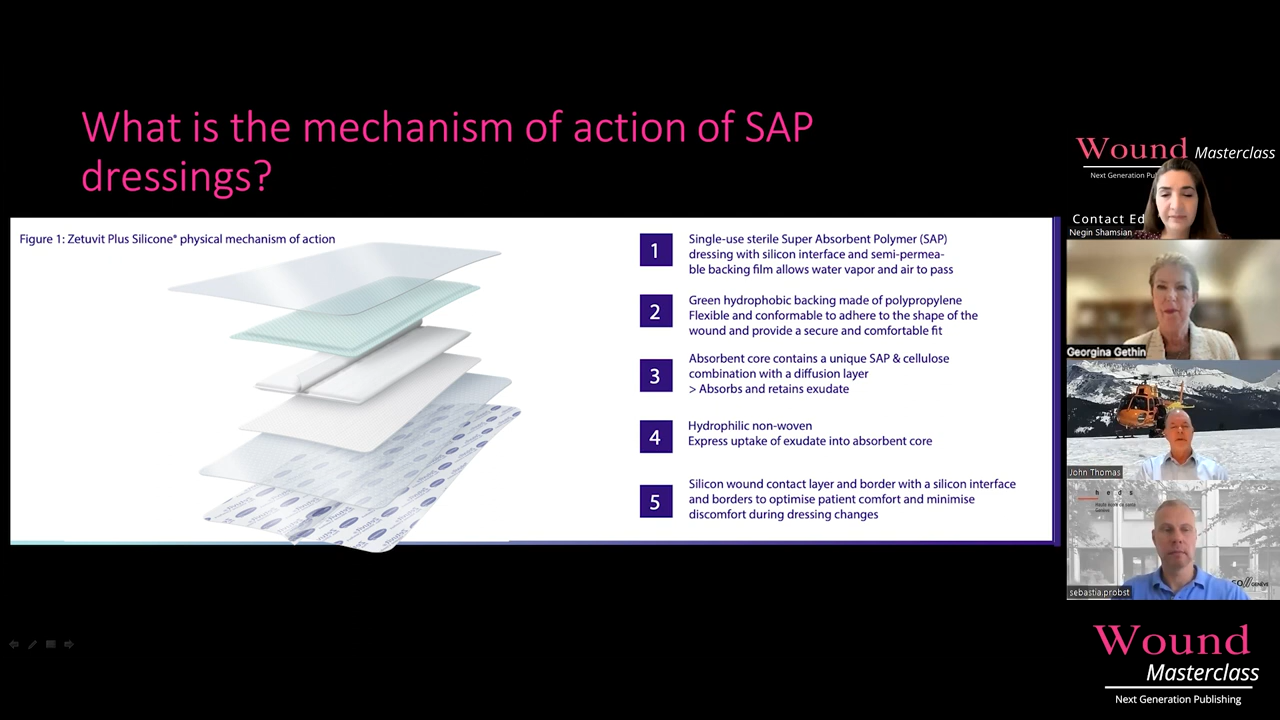 What is the mechanism of action of SAP
dressings?
Figure 1: Zetuvit Plus Silicone® physical mechanism of action
1
Single-use sterile Super Absorbent Polymer (SAP)
dressing with silicon interface and semi-permea-
ble backing film allows water vapor and air to pass
2
Green hydrophobic backing made of polypropylene
Flexible and conformable to adhere to the shape of the
wound and provide a secure and comfortable fit
3
Absorbent core contains a unique SAP & cellulose
combination with a diffusion layer
> Absorbs and retains exudate
4
Hydrophilic non-woven
Express uptake of exudate into absorbent core
5
Silicon wound contact layer and border with a silicon interface
and borders to optimise patient comfort and minimise
discomfort during dressing changes
Wound Masterclass
Next Generation Pu
Contact Ed
Negin Shamsian
Georgina Gethin
John Thomas
h e d s
GENÈVE
sebastia.probst
Wound
Masterclass
Next Generation Publishing